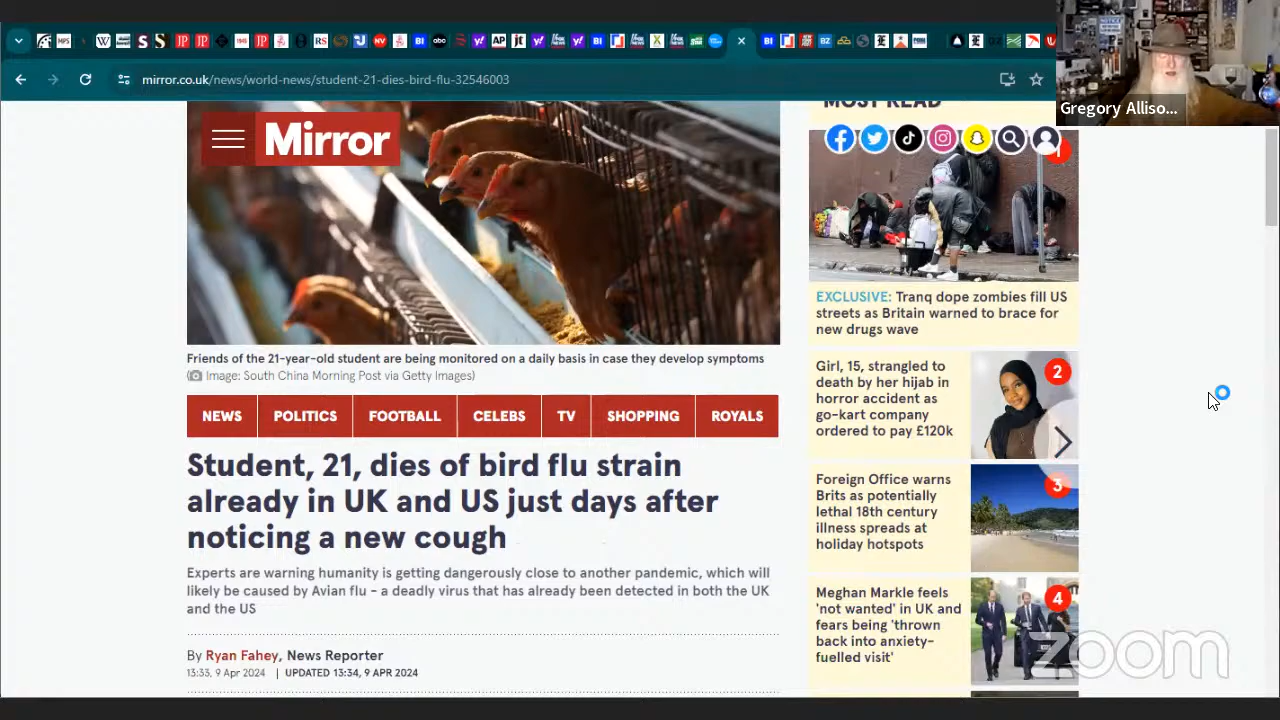 mirror.co.uk/news/world-news/student-21-dies-bird-flu-32546003
Gregory Alliso...
Mirror
MOST READ
1
EXCLUSIVE: Tranq dope zombies fill US
streets as Britain warned to brace for
new drugs wave
Friends of the 21-year-old student are being monitored on a daily basis in case they develop symptoms
(Image: South China Morning Post via Getty Images)
NEWS
POLITICS
FOOTBALL
CELEBS
TV
SHOPPING
ROYALS
Student, 21, dies of bird flu strain
already in UK and US just days after
noticing a new cough
Experts are warning humanity is getting dangerously close to another pandemic, which will
likely be caused by Avian flu - a deadly virus that has already been detected in both the UK
and the US
By Ryan Fahey, News Reporter
13:33, 9 Apr 2024 | UPDATED 13:34, 9 APR 2024
Girl, 15, strangled to
death by her hijab in
horror accident as
go-kart company
ordered to pay £120k
2
Foreign Office warns
Brits as potentially
lethal 18th century
illness spreads at
holiday hotspots
3
Meghan Markle feels
'not wanted' in UK and
fears being 'thrown
back into anxiety-
fuelled visit'
4
zoom